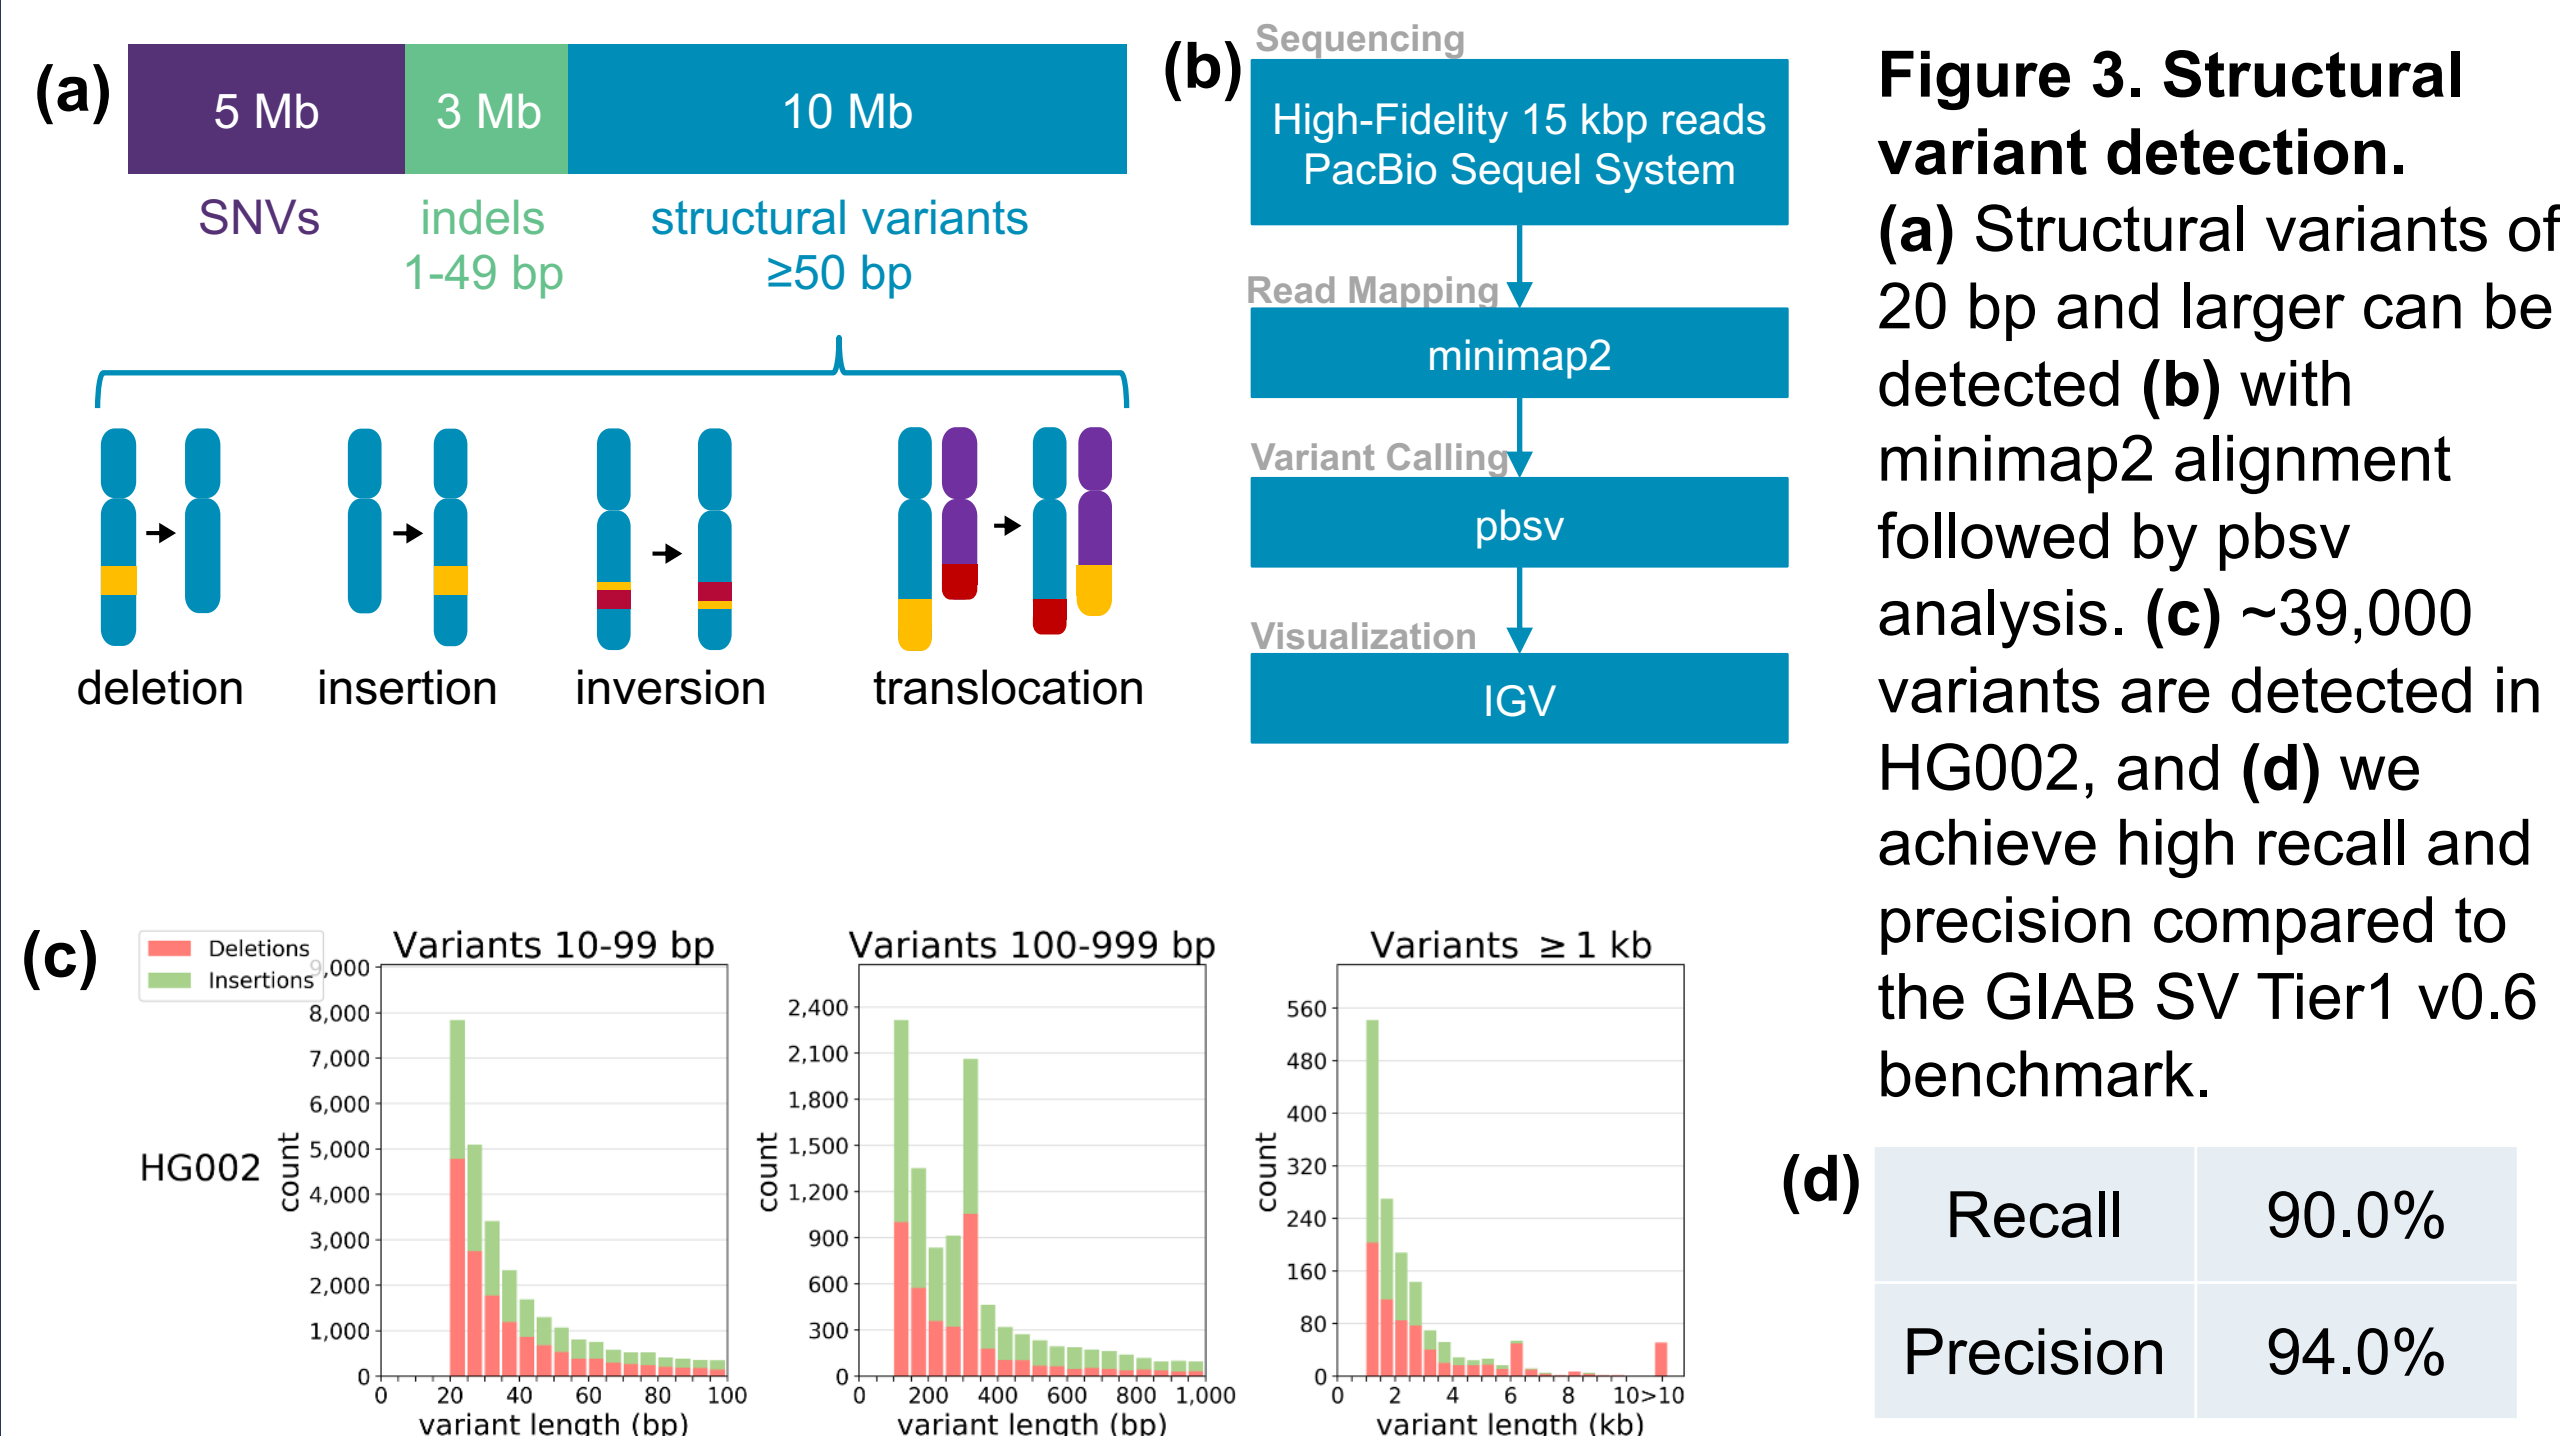 (a)
5 Mb
3 Mb
10 Mb
SNVs
indels
1-49 bp
structural variants
≥50 bp
deletion
insertion
inversion
translocation
(b)
Sequencing
High-Fidelity 15 kbp reads
PacBio Sequel System
Read Mapping
minimap2
Variant Calling
pbsv
Visualization
IGV
Figure 3. Structural
variant detection.
(a) Structural variants of
20 bp and larger can be
detected (b) with
minimap2 alignment
followed by pbsv
analysis. (c) ~39,000
variants are detected in
HG002, and (d) we
achieve high recall and
precision compared to
the GIAB SV Tier1 v0.6
benchmark.
(c)
Deletions
Insertions
HG002
Variants 10-99 bp
count
9,000
8,000
7,000
6,000
5,000
4,000
3,000
2,000
1,000
0
0 20 40 60 80 100
variant length (bp)
Variants 100-999 bp
count
2,400
2,100
1,800
1,500
1,200
900
600
300
0
0 200 400 600 800 1,000
variant length (bp)
Variants ≥ 1 kb
count
560
480
400
320
240
160
80
0
0 2 4 6 8 10 >10
variant length (kb)
(d)
Recall 90.0%
Precision 94.0%